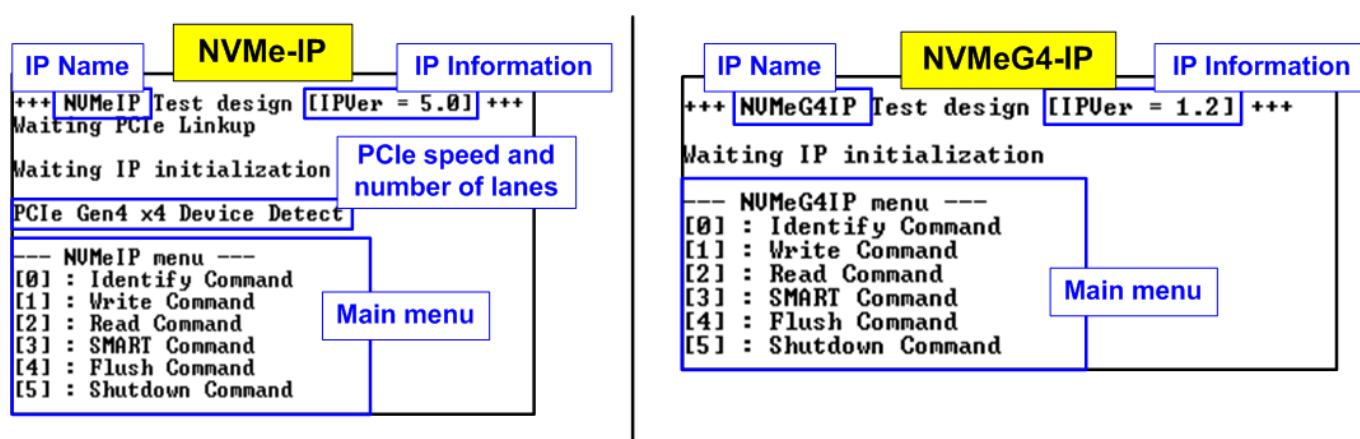 NVMe-IP
IP Name
IP Information
+++ NVMeIP Test design [IPVer = 5.0] +++
Waiting PCIe Linkup
Waiting IP initialization
PCIe speed and
number of lanes
PCIe Gen4 x4 Device Detect
--- NVMeIP menu ---
[0] : Identify Command
[1] : Write Command
[2] : Read Command
[3] : SMART Command
[4] : Flush Command
[5] : Shutdown Command
Main menu
NVMeG4-IP
IP Name
IP Information
+++ NVMeG4IP Test design [IPVer = 1.2] +++
Waiting IP initialization
--- NVMeG4IP menu ---
[0] : Identify Command
[1] : Write Command
[2] : Read Command
[3] : SMART Command
[4] : Flush Command
[5] : Shutdown Command
Main menu